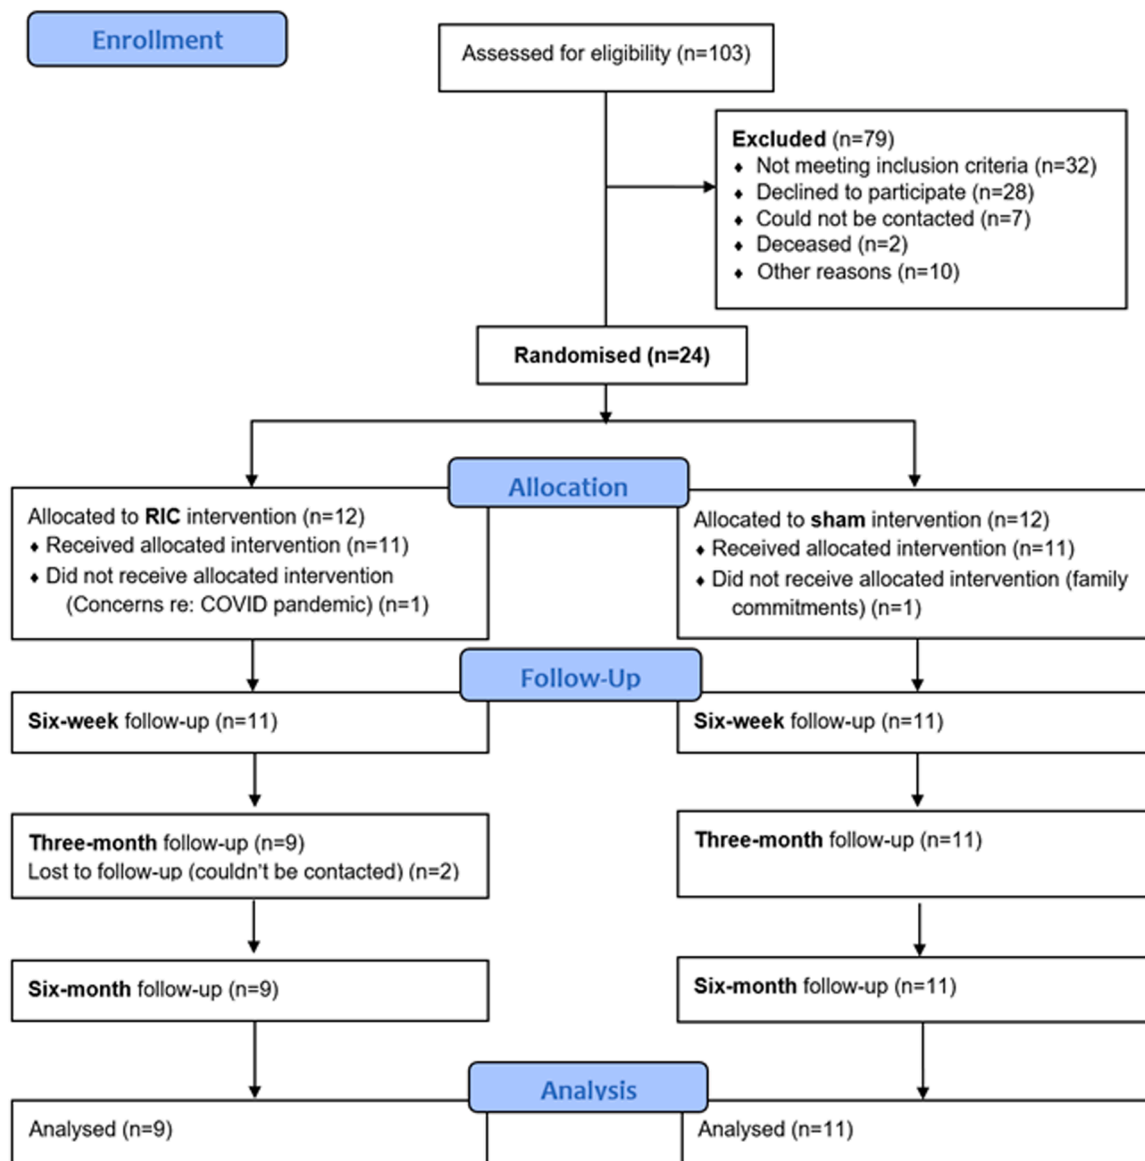 Enrollment
Assessed for eligibility (n=103)
Excluded (n=79)
♦ Not meeting inclusion criteria (n=32)
♦ Declined to participate (n=28)
♦ Could not be contacted (n=7)
♦ Deceased (n=2)
♦ Other reasons (n=10)
Randomised (n=24)
Allocation
Allocated to RIC intervention (n=12)
♦ Received allocated intervention (n=11)
♦ Did not receive allocated intervention
(Concerns re: COVID pandemic) (n=1)
Allocated to sham intervention (n=12)
♦ Received allocated intervention (n=11)
♦ Did not receive allocated intervention (family
commitments) (n=1)
Follow-Up
Six-week follow-up (n=11)
Six-week follow-up (n=11)
Three-month follow-up (n=9)
Lost to follow-up (couldn't be contacted) (n=2)
Three-month follow-up (n=11)
Six-month follow-up (n=9)
Six-month follow-up (n=11)
Analysis
Analysed (n=9)
Analysed (n=11)